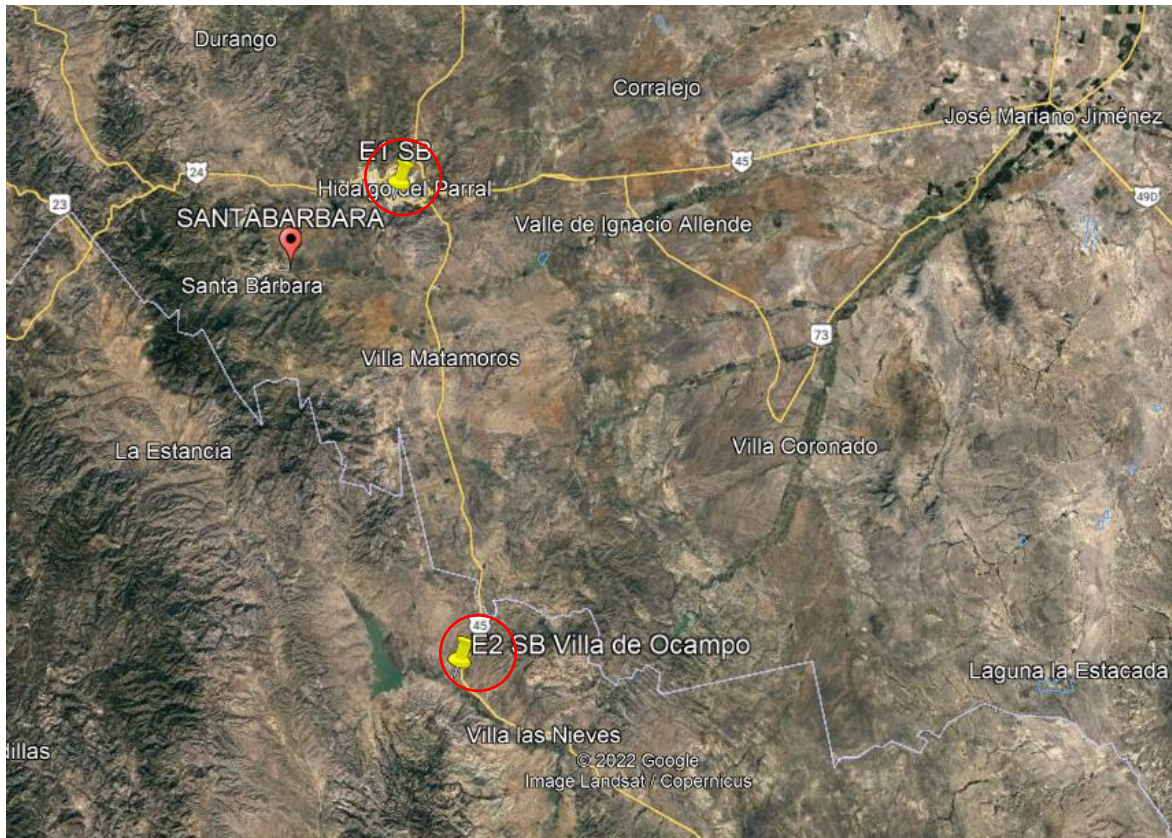 Durango
Corralejo
José Mariano Jiménez
E1 SB
45
24
Hidalgo del Parral
23
49D
SANTABARBARA
Valle de Ignacio Allende
Santa Bárbara
73
Villa Matamoros
Villa Coronado
La Estancia
45
E2 SB Villa de Ocampo
Laguna la Estacada
Villa las Nieves
dillas
© 2022 Google
Image Landsat / Copernicus